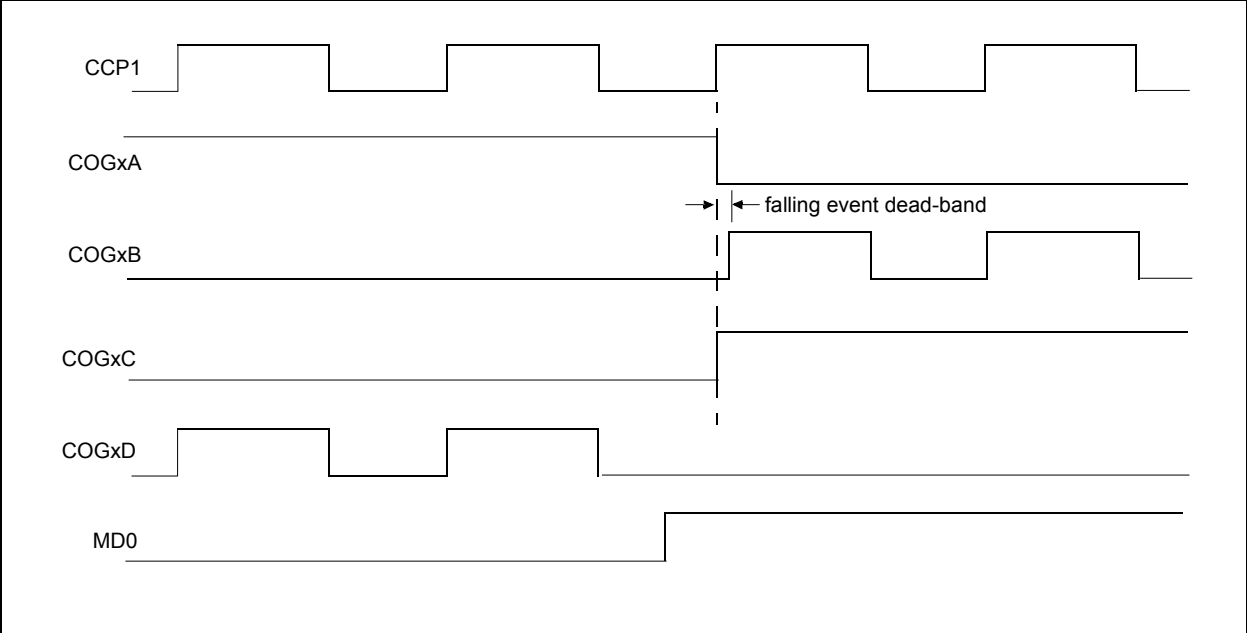 CCP1
COGxA
falling event dead-band
COGxB
COGxC
COGxD
MD0